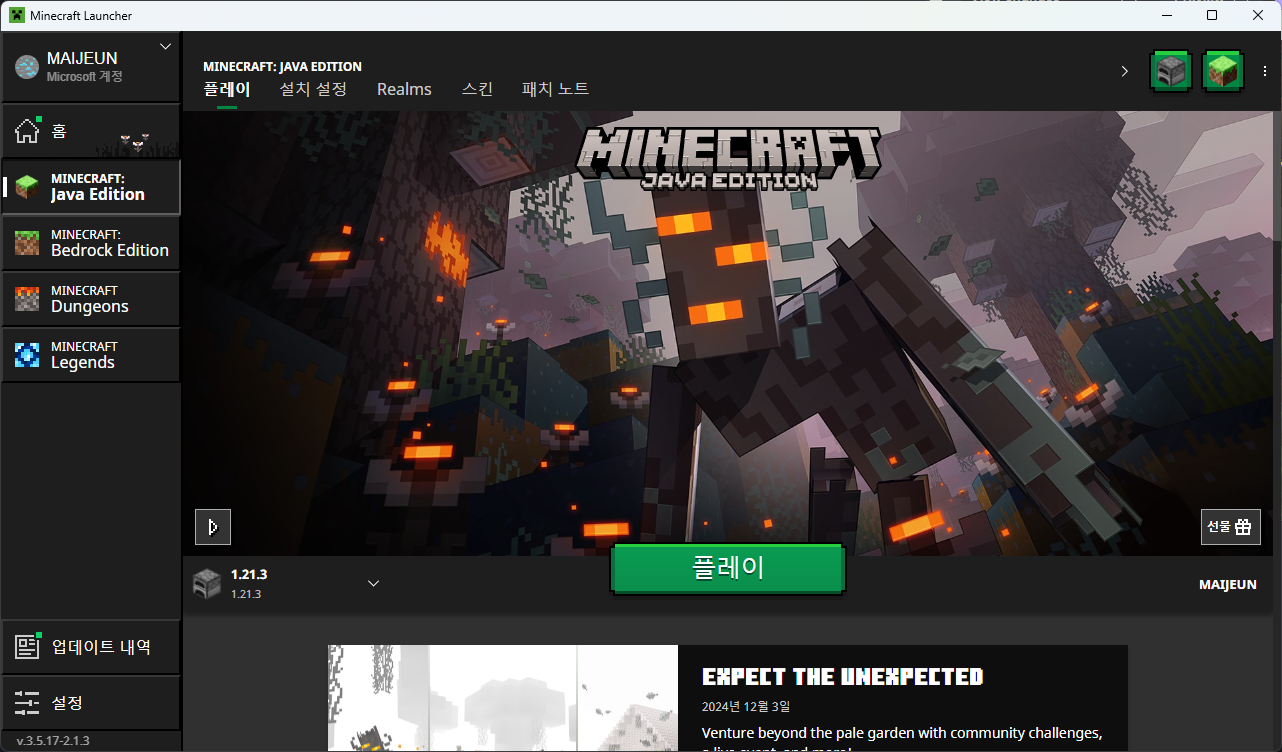 Minecraft Launcher
MAIJEUN
Microsoft 계정
홈
MINECRAFT:
Java Edition
MINECRAFT:
Bedrock Edition
MINECRAFT
Dungeons
MINECRAFT
Legends
업데이트 내역
설정
v.3.5.17-2.1.3
MINECRAFT: JAVA EDITION
플레이 설치 설정 Realms 스킨 패치 노트
MINECRAFT
JAVA EDITION
선물
1.21.3
1.21.3
플레이
MAIJEUN
EXPECT THE UNEXPECTED
2024년 12월 3일
Venture beyond the pale garden with community challenges,
a live event, and more!